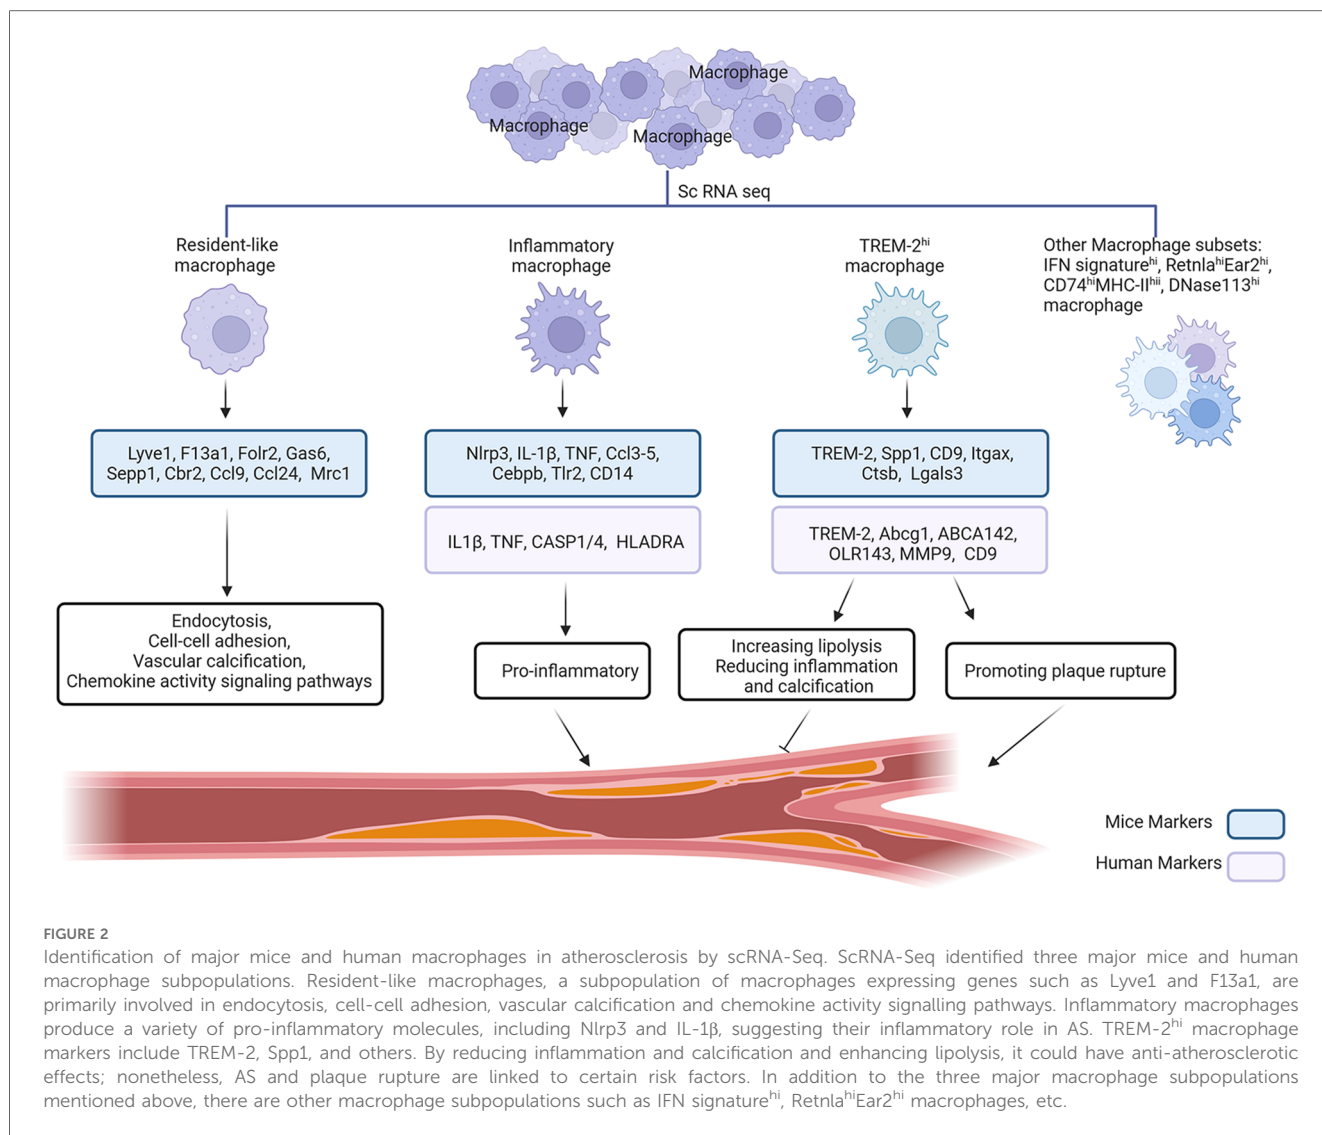 Macrophage
Macrophage
Macrophage
Sc RNA seq
Resident-like
macrophage
Inflammatory
macrophage
TREM-2hi
macrophage
Other Macrophage subsets:
IFN signaturehi, RetnlahiEar2hi,
CD74hiMHC-IIhii, DNase113hi
macrophage
Lyve1, F13a1, Folr2, Gas6,
Sepp1, Cbr2, Ccl9, Ccl24, Mrc1
Nlrp3, IL-1β, TNF, Ccl3-5,
Cebpb, Tlr2, CD14
TREM-2, Spp1, CD9, Itgax,
Ctsb, Lgals3
IL1β, TNF, CASP1/4, HLADRA
TREM-2, Abcg1, ABCA142,
OLR143, MMP9, CD9
Endocytosis,
Cell-cell adhesion,
Vascular calcification,
Chemokine activity signaling pathways
Pro-inflammatory
Increasing lipolysis
Reducing inflammation
and calcification
Promoting plaque rupture
Mice Markers
Human Markers
FIGURE 2
Identification of major mice and human macrophages in atherosclerosis by scRNA-Seq. ScRNA-Seq identified three major mice and human
macrophage subpopulations. Resident-like macrophages, a subpopulation of macrophages expressing genes such as Lyve1 and F13a1, are
primarily involved in endocytosis, cell-cell adhesion, vascular calcification and chemokine activity signalling pathways. Inflammatory macrophages
produce a variety of pro-inflammatory molecules, including Nlrp3 and IL-1β, suggesting their inflammatory role in AS. TREM-2hi macrophage
markers include TREM-2, Spp1, and others. By reducing inflammation and calcification and enhancing lipolysis, it could have anti-atherosclerotic
effects; nonetheless, AS and plaque rupture are linked to certain risk factors. In addition to the three major macrophage subpopulations
mentioned above, there are other macrophage subpopulations such as IFN signaturehi, RetnlahiEar2hi macrophages, etc.